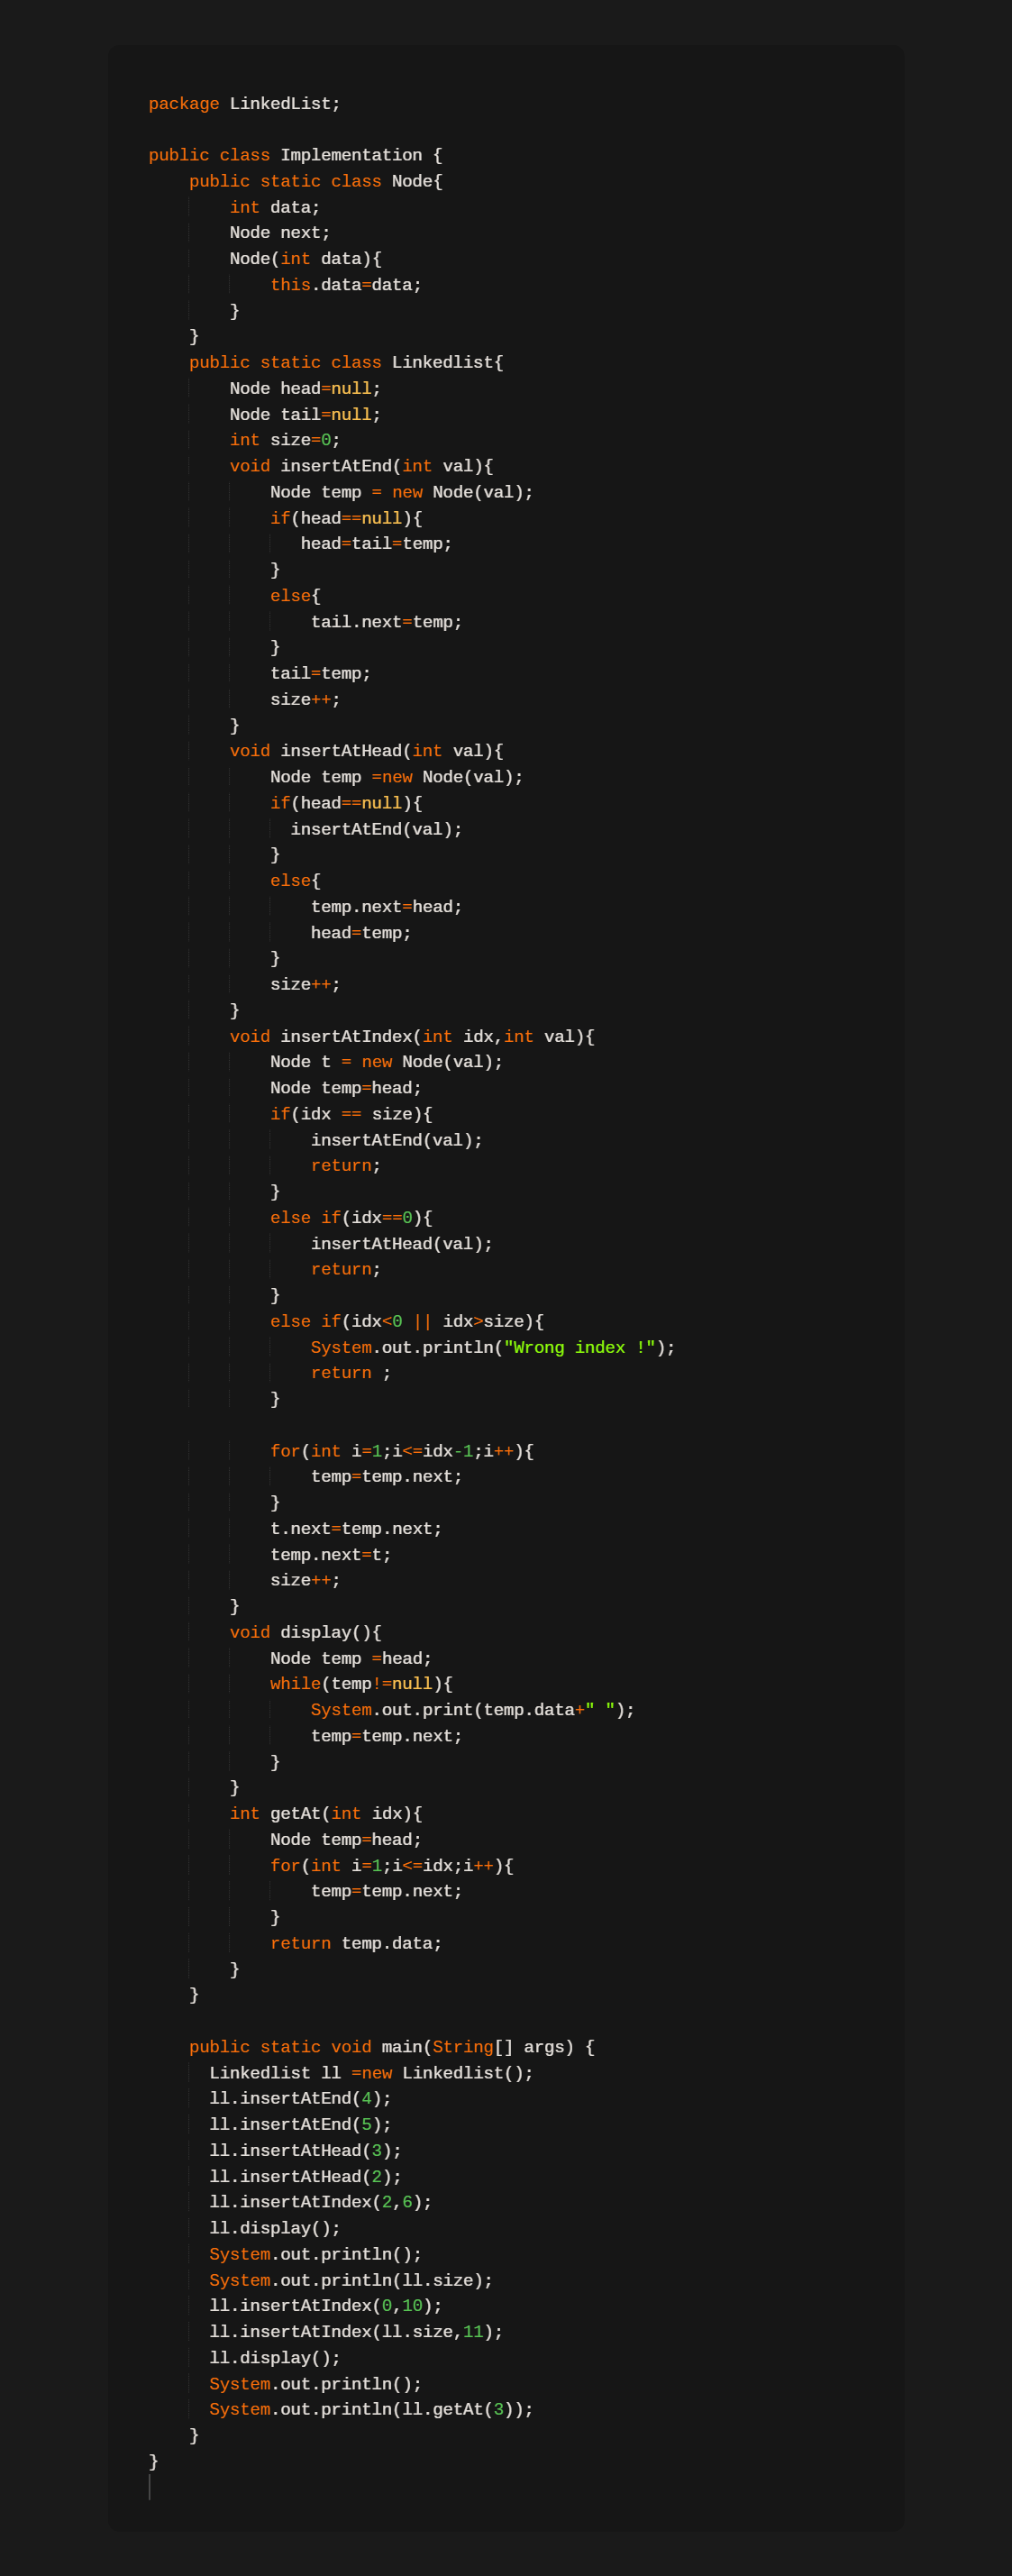 package LinkedList;

public class Implementation {
    public static class Node{
        int data;
        Node next;
        Node(int data){
            this.data=data;
        }
    }
    public static class Linkedlist{
        Node head=null;
        Node tail=null;
        int size=0;
        void insertAtEnd(int val){
            Node temp = new Node(val);
            if(head==null){
               head=tail=temp;
            }
            else{
                tail.next=temp;
            }
            tail=temp;
            size++;
        }
        void insertAtHead(int val){
            Node temp =new Node(val);
            if(head==null){
              insertAtEnd(val);
            }
            else{
                temp.next=head;
                head=temp;
            }
            size++;
        }
        void insertAtIndex(int idx,int val){
            Node t = new Node(val);
            Node temp=head;
            if(idx == size){
                insertAtEnd(val);
                return;
            }
            else if(idx==0){
                insertAtHead(val);
                return;
            }
            else if(idx<0 || idx>size){
                System.out.println("Wrong index !");
                return ;
            }

            for(int i=1;i<=idx-1;i++){
                temp=temp.next;
            }
            t.next=temp.next;
            temp.next=t;
            size++;
        }
        void display(){
            Node temp =head;
            while(temp!=null){
                System.out.print(temp.data+" ");
                temp=temp.next;
            }
        }
        int getAt(int idx){
            Node temp=head;
            for(int i=1;i<=idx;i++){
                temp=temp.next;
            }
            return temp.data;
        }
    }

    public static void main(String[] args) {
      Linkedlist ll =new Linkedlist();
      ll.insertAtEnd(4);
      ll.insertAtEnd(5);
      ll.insertAtHead(3);
      ll.insertAtHead(2);
      ll.insertAtIndex(2,6);
      ll.display();
      System.out.println();
      System.out.println(ll.size);
      ll.insertAtIndex(0,10);
      ll.insertAtIndex(ll.size,11);
      ll.display();
      System.out.println();
      System.out.println(ll.getAt(3));
    }
}